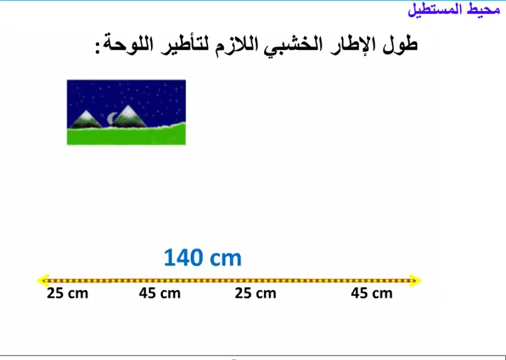 محيط المستطيل
طول الإطار الخشبي اللازم لتأطير اللوحة :
140 cm
25 cm 45 cm 25 cm 45 cm